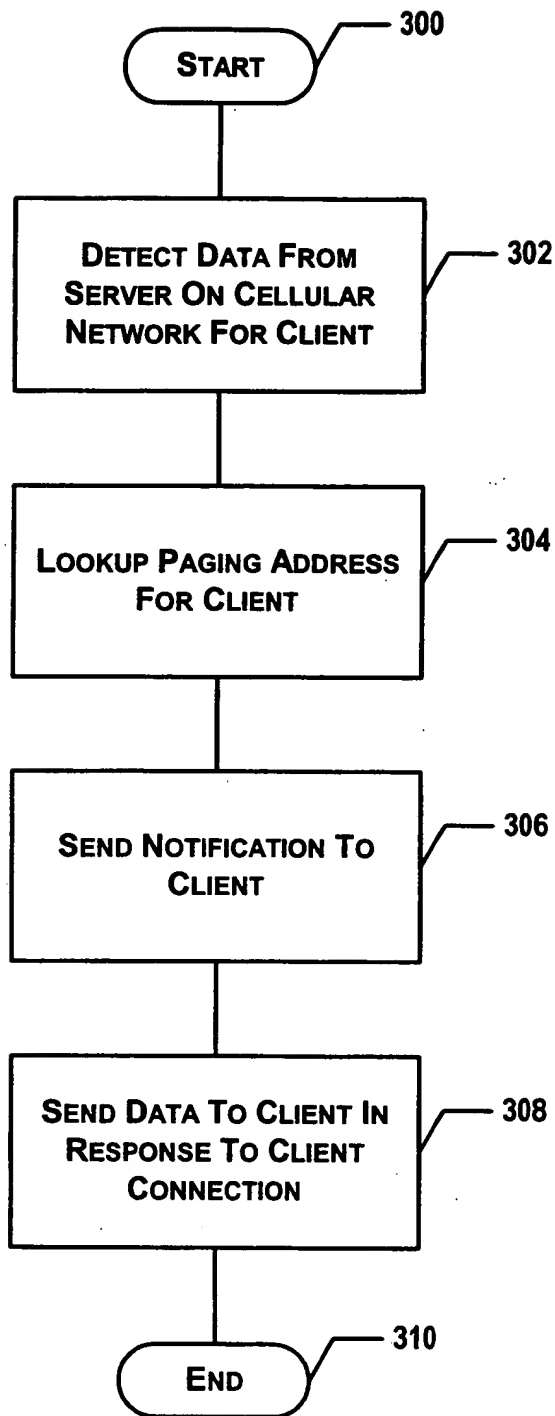 START
300
DETECT DATA FROM
SERVER ON CELLULAR
NETWORK FOR CLIENT
302
LOOKUP PAGING ADDRESS
FOR CLIENT
304
SEND NOTIFICATION TO
CLIENT
306
SEND DATA TO CLIENT IN
RESPONSE TO CLIENT
CONNECTION
308
END
310